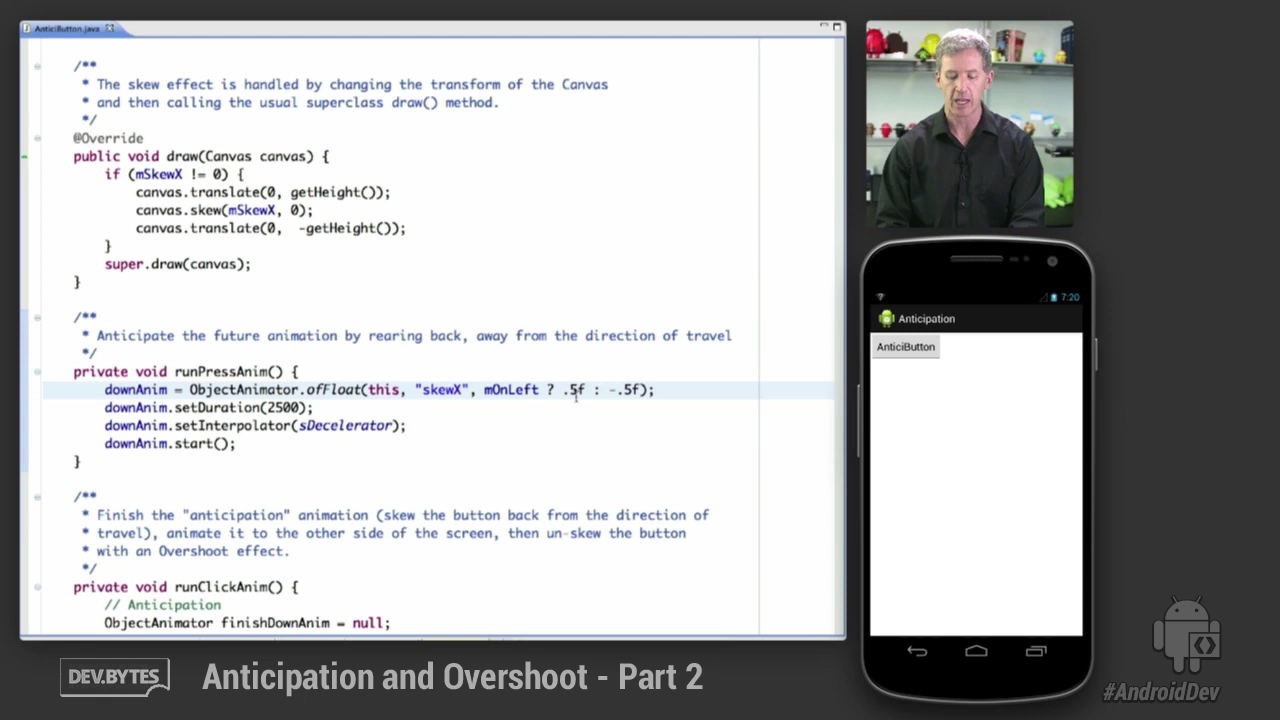 AnticiButton.java
/**
* The skew effect is handled by changing the transform of the Canvas
* and then calling the usual superclass draw() method.
*/
@Override
public void draw(Canvas canvas) {
if (mSkewX != 0) {
canvas.translate(0, getHeight());
canvas.skew(mSkewX, 0);
canvas.translate(0,  -getHeight());
}
super.draw(canvas);
}
/**
* Anticipate the future animation by rearing back, away from the direction of travel
*/
private void runPressAnim() {
downAnim = ObjectAnimator.ofFloat(this, "skewX", mOnLeft ? .5f : -.5f);
downAnim.setDuration(2500);
downAnim.setInterpolator(sDecelerator);
downAnim.start();
}
/**
* Finish the "anticipation" animation (skew the button back from the direction of
* travel), animate it to the other side of the screen, then un-skew the button
* with an Overshoot effect.
*/
private void runClickAnim() {
// Anticipation
ObjectAnimator finishDownAnim = null;
7:20
Anticipation
AnticiButton
DEV.BYTES
Anticipation and Overshoot - Part 2
#AndroidDev